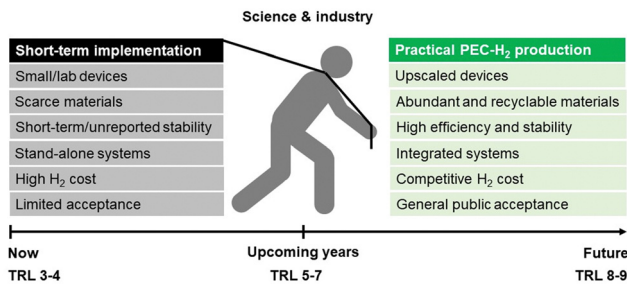 Science & industry
Short-term implementation
Small/lab devices
Scarce materials
Short-term/unreported stability
Stand-alone systems
High H₂ cost
Limited acceptance
Practical PEC-H₂ production
Upscaled devices
Abundant and recyclable materials
High efficiency and stability
Integrated systems
Competitive H₂ cost
General public acceptance
Now
TRL 3-4
Upcoming years
TRL 5-7
Future
TRL 8-9